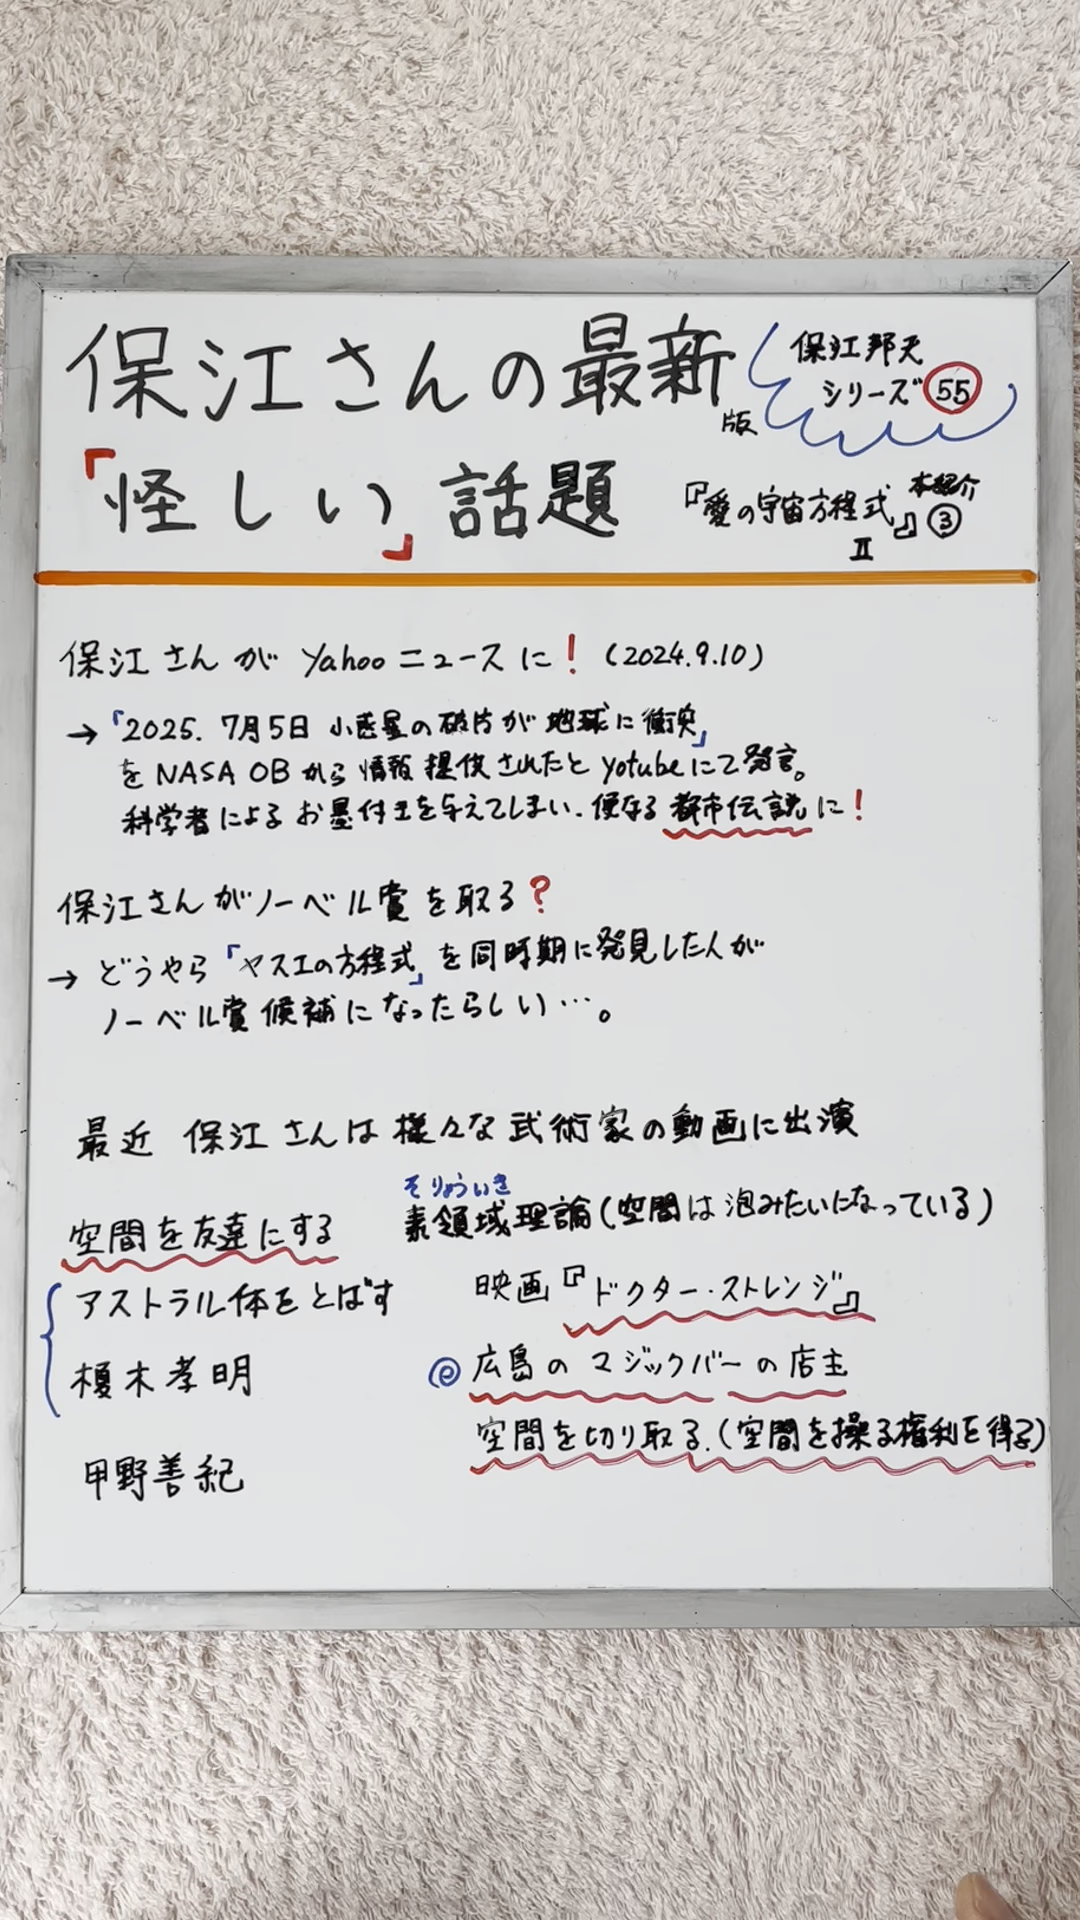 保江さんの最新版
「怪しい」話題
保江邦夫
シリーズ 55
『愛の宇宙方程式Ⅱ』本紹介③
保江さんが Yahooニュースに!(2024.9.10)
→「2025. 7月5日 小惑星の破片が地球に衝突」
を NASA OBから情報提供されたと yotubeにて発言。
科学者によるお墨付きを与えてしまい、更なる都市伝説に!
保江さんがノーベル賞を取る?
→ どうやら「ヤスエの方程式」を同時期に発見した人が
ノーベル賞候補になったらしい…。
最近 保江さんは様々な武術家の動画に出演
空間を友達にする
そりょういき
素領域理論(空間は泡みたいになっている)
アストラル体をとばす
映画『ドクター・ストレンジ』
榎木孝明
@広島のマジックバーの店主
空間を切り取る.(空間を操る権利を得る)
甲野善紀